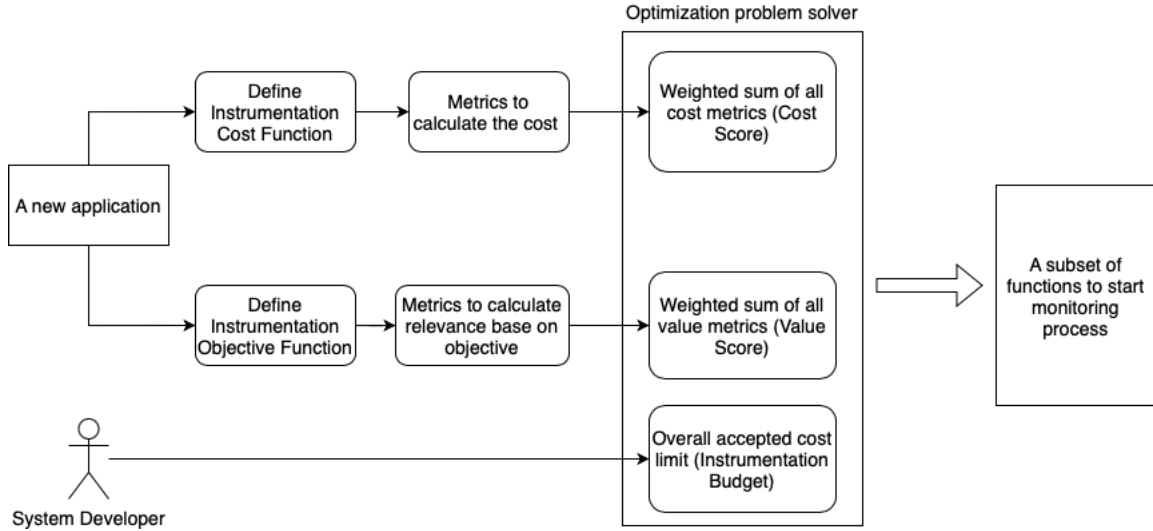 Optimization problem solver
Define
Instrumentation
Cost Function
Metrics to
calculate the cost
Weighted sum of all
cost metrics (Cost
Score)
A new application
Define
Instrumentation
Objective Function
Metrics to calculate
relevance base on
objective
Weighted sum of all
value metrics (Value
Score)
A subset of
functions to start
monitoring
process
Overall accepted cost
limit (Instrumentation
Budget)
System Developer